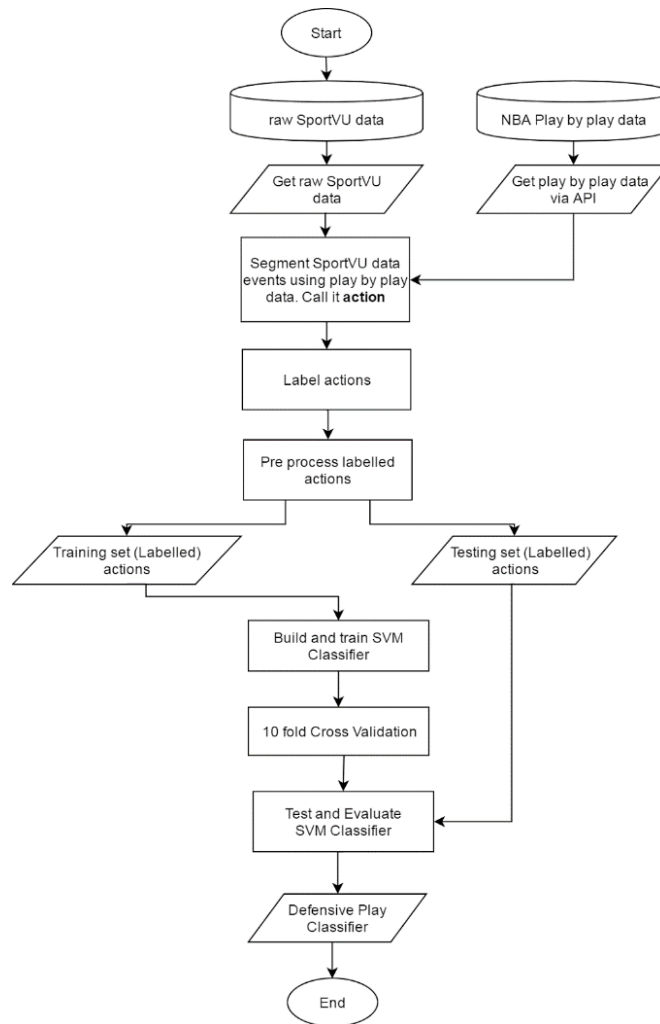 Start
raw SportVU data
NBA Play by play data
Get raw SportVU
data
Get play by play data
via API
Segment SportVU data
events using play by play
data. Call it action
Label actions
Pre process labelled
actions
Training set (Labelled)
actions
Testing set (Labelled)
actions
Build and train SVM
Classifier
10 fold Cross Validation
Test and Evaluate
SVM Classifier
Defensive Play
Classifier
End